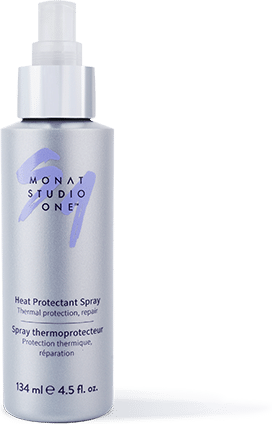 MONAT
STUDIO
ONE™
Heat Protectant Spray
Thermal protection, repair
Spray thermoprotecteur
Protection thermique,
réparation
134 ml ℮ 4.5 fl. oz.